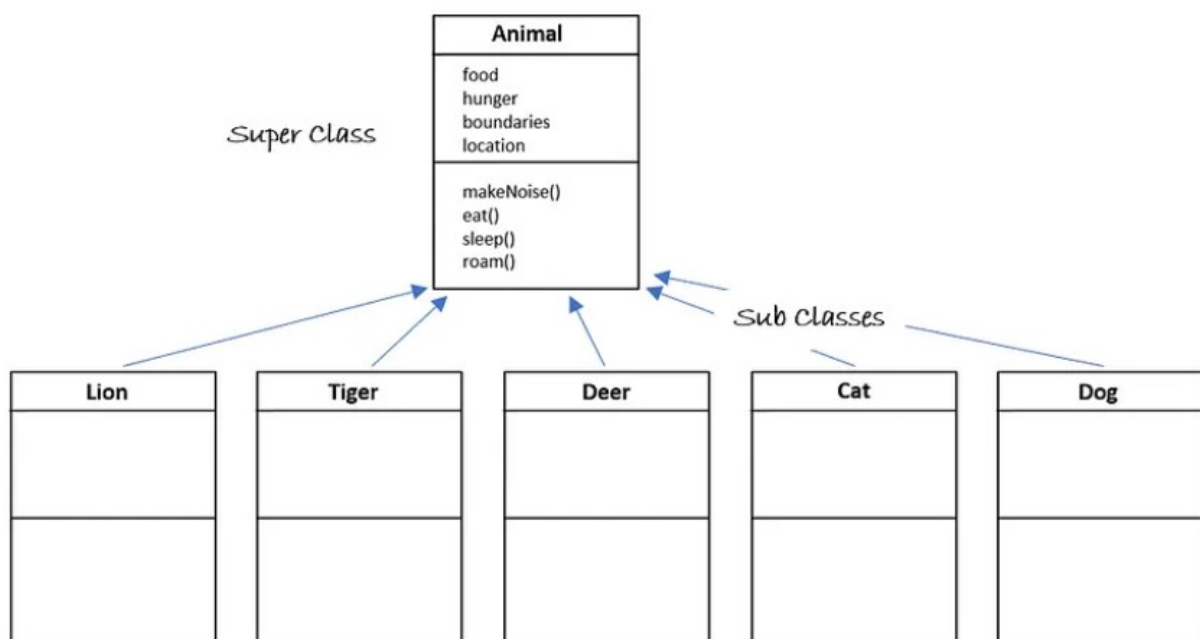 Animal
food
hunger
boundaries
location
Super Class
makeNoise()
eat()
sleep()
roam()
Sub Classes
Lion
Tiger
Deer
Cat
Dog